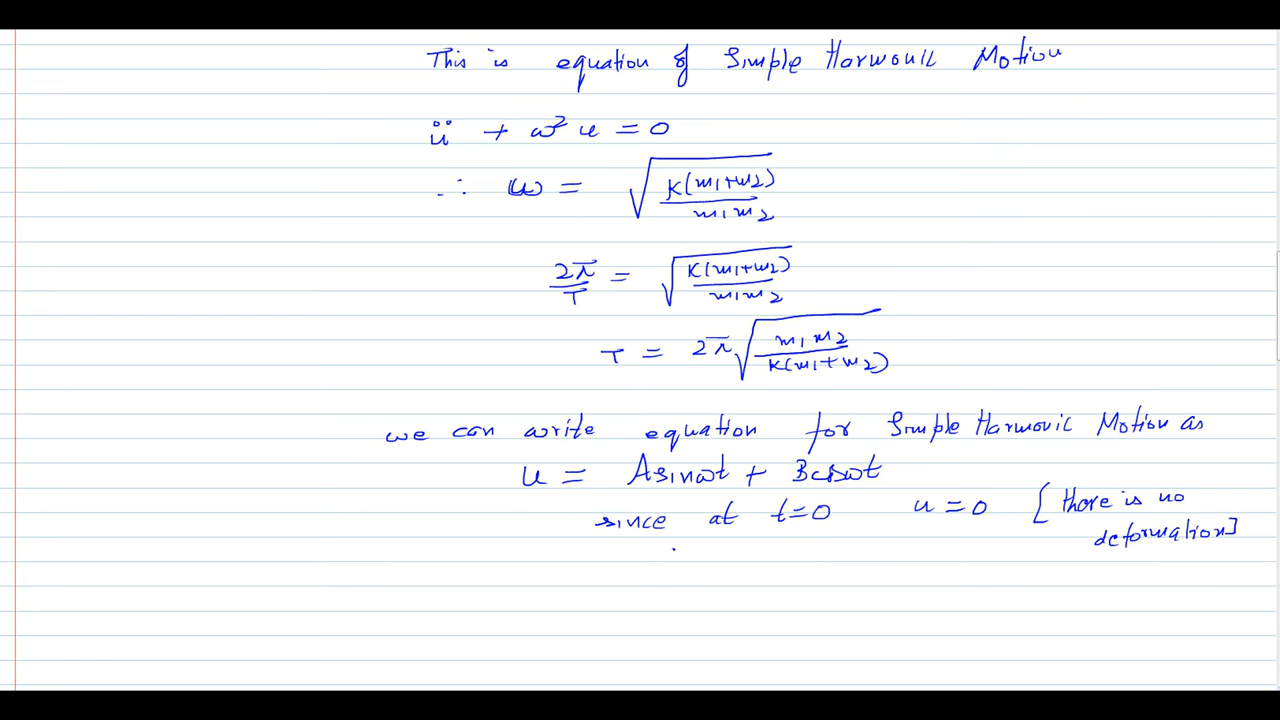 This is equation of Simple Harmonic Motion
ü + ω² u = 0
∴ ω = √(K(m1+m2)/m1m2)
2π/T = √(K(m1+m2)/m1m2)
T = 2π√(m1m2/K(m1+m2))
we can write equation for Simple Harmonic Motion as
u = Asinωt + Bcosωt
since at t=0 u=0 [there is no
deformation]